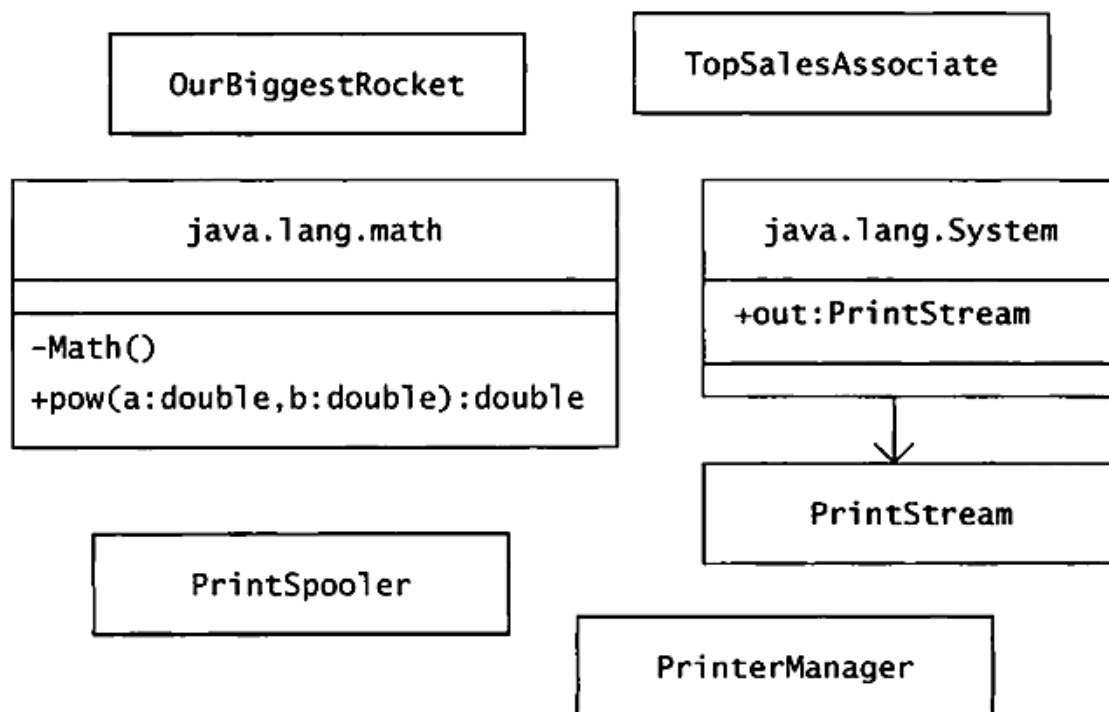 OurBiggestRocket
TopSalesAssociate
java.lang.math
-Math()
+pow(a:double,b:double):double
java.lang.System
+out:PrintStream
PrintStream
PrintSpooler
PrinterManager